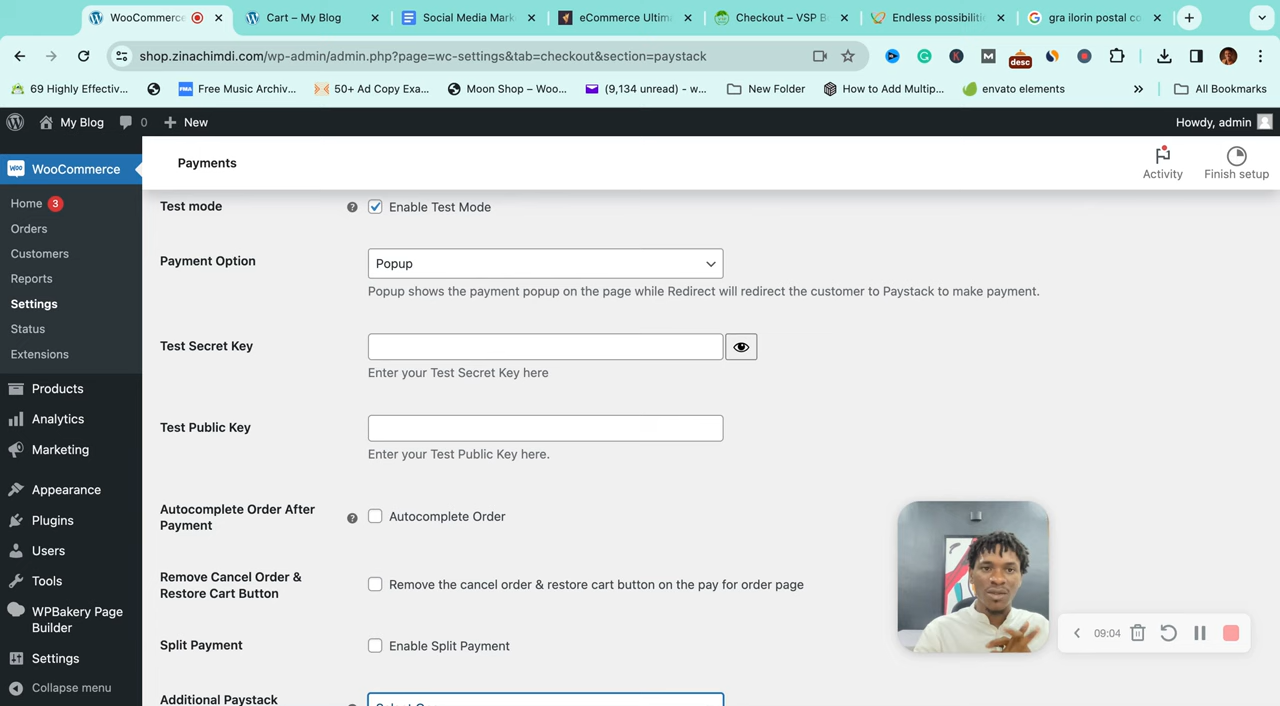 WooCommerce
Cart – My Blog
Social Media Mark
eCommerce Ultim
Checkout – VSP B
Endless possibiliti
gra ilorin postal co
shop.zinachimdi.com/wp-admin/admin.php?page=wc-settings&tab=checkout&section=paystack
desc
69 Highly Effectiv...
Free Music Archiv...
50+ Ad Copy Exa...
Moon Shop – Woo...
(9,134 unread) - w...
New Folder
How to Add Multip...
envato elements
All Bookmarks
My Blog
0
New
Howdy, admin
WooCommerce
Payments
Activity
Finish setup
Home 3
Orders
Customers
Reports
Settings
Status
Extensions
Products
Analytics
Marketing
Appearance
Plugins
Users
Tools
WPBakery Page
Builder
Settings
Collapse menu
Test mode
Enable Test Mode
Payment Option
Popup
Popup shows the payment popup on the page while Redirect will redirect the customer to Paystack to make payment.
Test Secret Key
Enter your Test Secret Key here
Test Public Key
Enter your Test Public Key here.
Autocomplete Order After
Payment
Autocomplete Order
Remove Cancel Order &
Restore Cart Button
Remove the cancel order & restore cart button on the pay for order page
Split Payment
Enable Split Payment
Additional Paystack
09:04